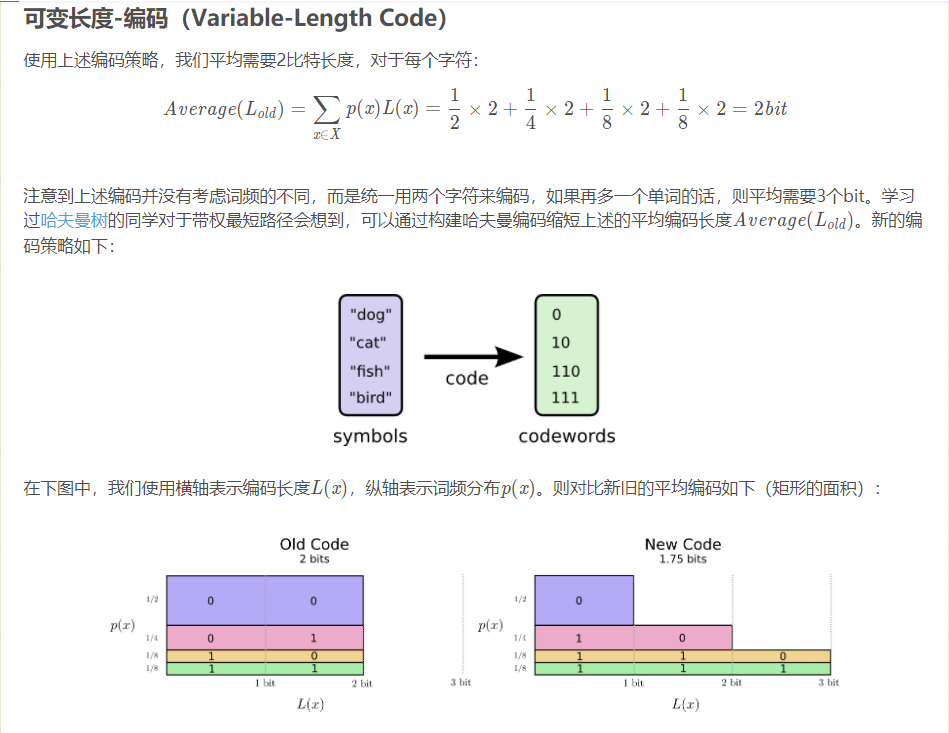 可变长度-编码（Variable-Length Code）
使用上述编码策略，我们平均需要2比特长度，对于每个字符：
Average(L_{old}) = \sum_{x∈X} p(x)L(x) = \frac{1}{2} × 2 + \frac{1}{4} × 2 + \frac{1}{8} × 2 + \frac{1}{8} × 2 = 2bit
注意到上述编码并没有考虑词频的不同，而是统一用两个字符来编码，如果再多一个单词的话，则平均需要3个bit。学习
过哈夫曼树的同学对于带权最短路径会想到，可以通过构建哈夫曼编码缩短上述的平均编码长度Average(L_{old})。新的编
码策略如下：
"dog"
"cat"
"fish"
"bird"
symbols
code
0
10
110
111
codewords
在下图中，我们使用横轴表示编码长度L(x)，纵轴表示词频分布p(x)。则对比新旧的平均编码如下（矩形的面积）：
Old Code
2 bits
p(x)
1/2
1/4
1/8
1/8
0 0
0 1
1 0
1 1
1 bit 2 bit 3 bit
L(x)
New Code
1.75 bits
p(x)
1/2
1/4
1/8
1/8
0
1 0
1 1 0
1 1 1
1 bit 2 bit 3 bit
L(x)